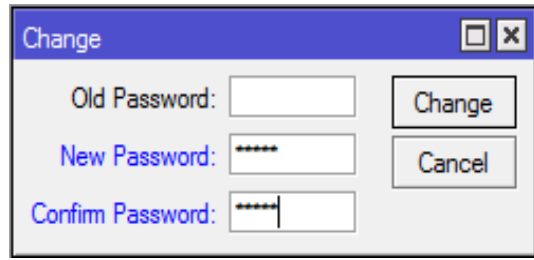 Change
Old Password:
Change
New Password: *****
Cancel
Confirm Password: *****